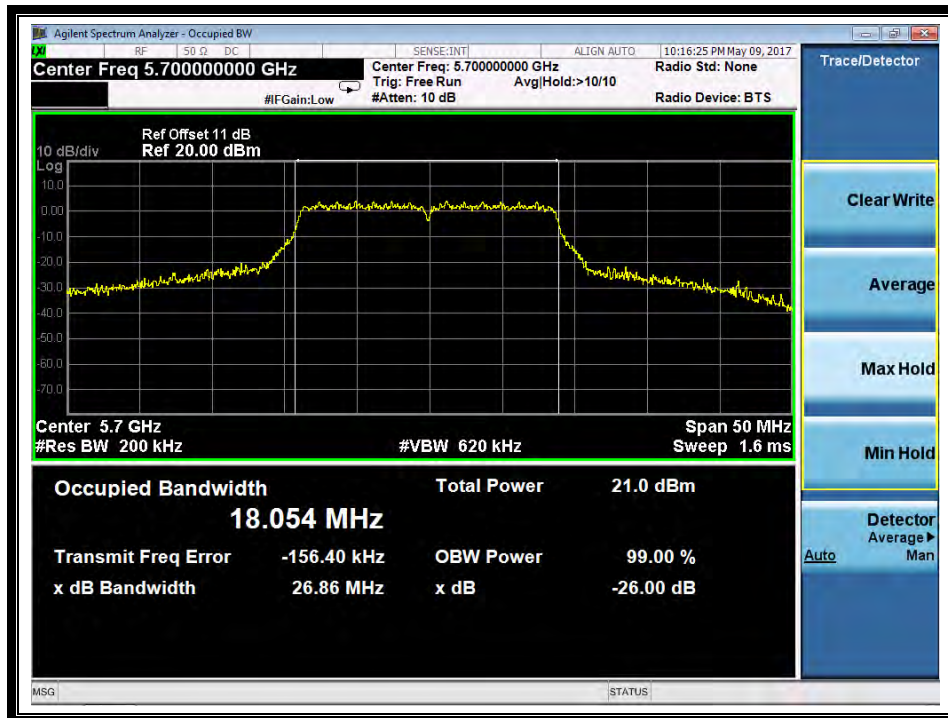 Agilent Spectrum Analyzer - Occupied BW
LXI RF 50 Ω DC SENSE:INT ALIGN AUTO 10:16:25 PM May 09, 2017
Center Freq 5.700000000 GHz Center Freq: 5.700000000 GHz Radio Std: None
Trig: Free Run Avg|Hold:>10/10
#IFGain:Low #Atten: 10 dB Radio Device: BTS
Trace/Detector
Ref Offset 11 dB
10 dB/div Ref 20.00 dBm
Log
10.0
0.00
-10.0
-20.0
-30.0
-40.0
-50.0
-60.0
-70.0
Center 5.7 GHz Span 50 MHz
#Res BW 200 kHz #VBW 620 kHz Sweep 1.6 ms
Occupied Bandwidth Total Power 21.0 dBm
18.054 MHz
Transmit Freq Error -156.40 kHz OBW Power 99.00 %
x dB Bandwidth 26.86 MHz x dB -26.00 dB
Clear Write
Average
Max Hold
Min Hold
Detector
Average▶
Auto Man
MSG STATUS